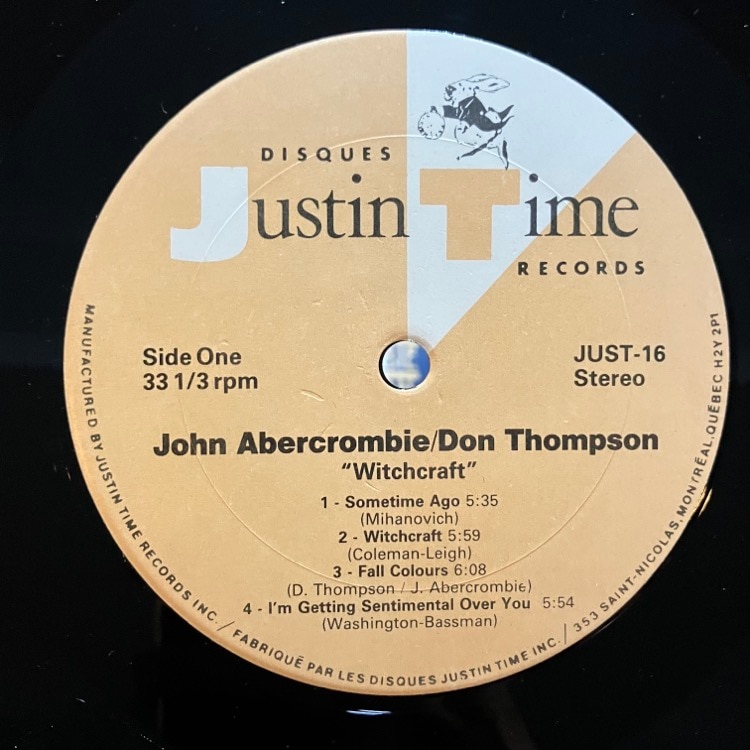 DISQUES
Justin Time
RECORDS
Side One
33 1/3 rpm
JUST-16
Stereo
John Abercrombie/Don Thompson
“Witchcraft”
1 - Sometime Ago 5:35
(Mihanovich)
2 - Witchcraft 5:59
(Coleman-Leigh)
3 - Fall Colours 6:08
(D. Thompson / J. Abercrombie)
4 - I'm Getting Sentimental Over You 5:54
(Washington-Bassman)
MANUFACTURED BY JUSTIN TIME RECORDS INC. / FABRIQUÉ PAR LES DISQUES JUSTIN TIME INC. / 353 SAINT-NICOLAS, MONTRÉAL, QUÉBEC H2Y 2P1